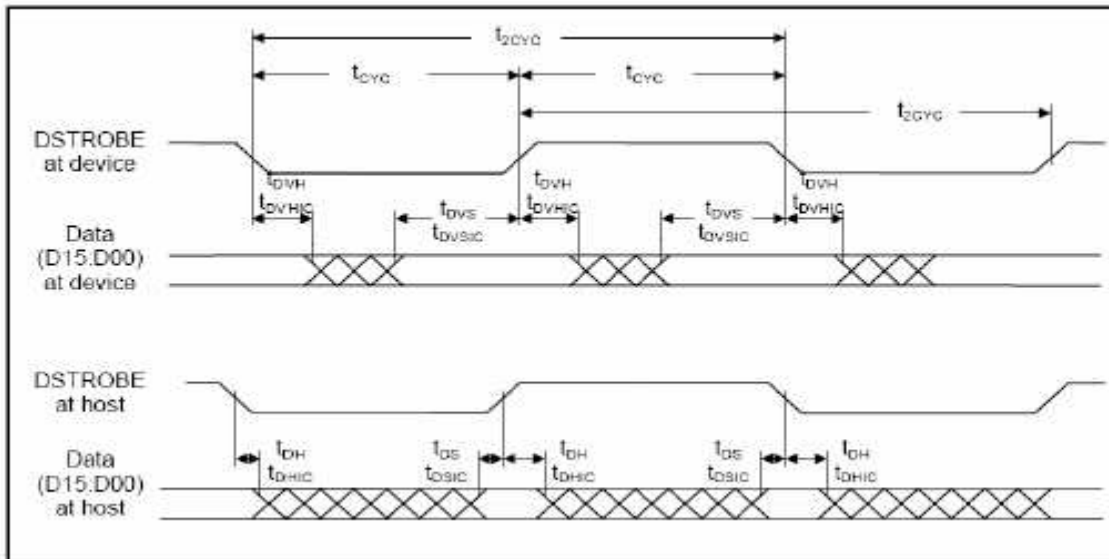 t2CYC
tCYC
tCYC
t2CYC
DSTROBE
at device
tDVH
tDVHIC
tDVS
tDVSIC
tDVH
tDVHIC
tDVS
tDVSIC
tDVH
tDVHIC
Data
(D15:D00)
at device
DSTROBE
at host
tDH
tDHIC
tDS
tDSIC
tDH
tDHIC
tDS
tDSIC
tDH
tDHIC
Data
(D15:D00)
at host